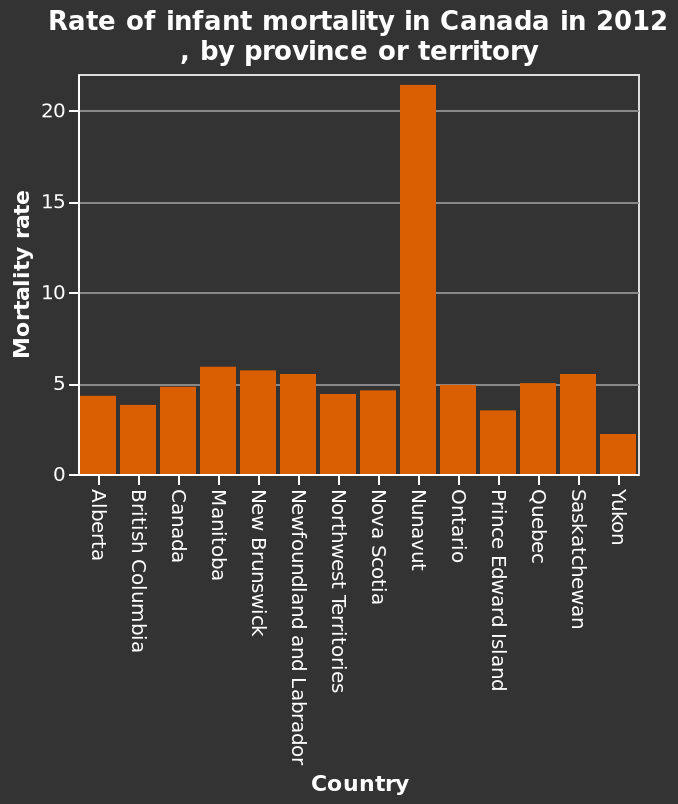 Rate of infant mortality in Canada in 2012
, by province or territory
Mortality rate
20
15
10
5
0
Alberta
British Columbia
Canada
Manitoba
New Brunswick
Newfoundland and Labrador
Northwest Territories
Nova Scotia
Nunavut
Ontario
Prince Edward Island
Quebec
Saskatchewan
Yukon
Country